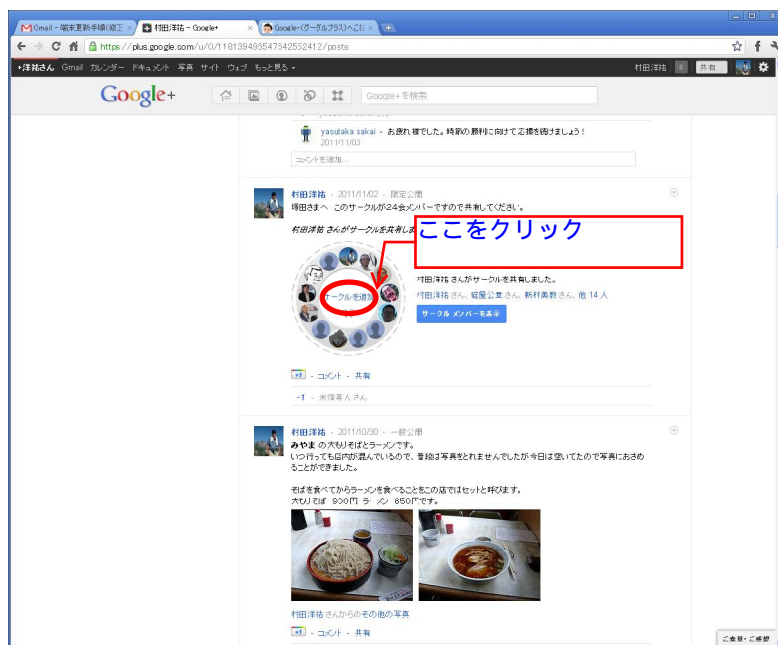 Gmail - 端末更新手順(修正
村田洋祐 - Google+
Google-(グーグルプラス)へご招
https://plus.google.com/u/0/118139496547642552412/posts
+洋祐さん Gmail カレンダー ドキュメント 写真 サイト ウェブ もっと見る
村田洋祐
共有...
Google+
Google+ を検索
yasutaka sakai - お疲れ様でした。時節の勝利に向けて応援を続けましょう!
2011/11/03
コメントを追加...
村田洋祐 - 2011/11/02 - 限定公開
塚田さまへ このサークルが24会メンバーですので共有してください。
村田洋祐 さんがサークルを共有しま
ここをクリック
サークルを追加
村田洋祐 さんがサークルを共有しました。
村田洋祐 さん、碇屋公章 さん、新村美教 さん、他 14 人
サークル メンバーを表示
+1 - コメント - 共有
さん
村田洋祐 - 2011/10/30 - 一般公開
みやま の大もりそばとラーメンです。
いつ行っても店内が混んでいるので、普段は写真をとれませんでしたが今日は空いてたので写真におさめ
ることができました。
そばを食べてからラーメンを食べることをこの店ではセットと呼びます。
大もりそば 900円 ラーメン 650円です。
村田洋祐 さんからのその他の写真
+1 - コメント - 共有
ご意見・ご感想